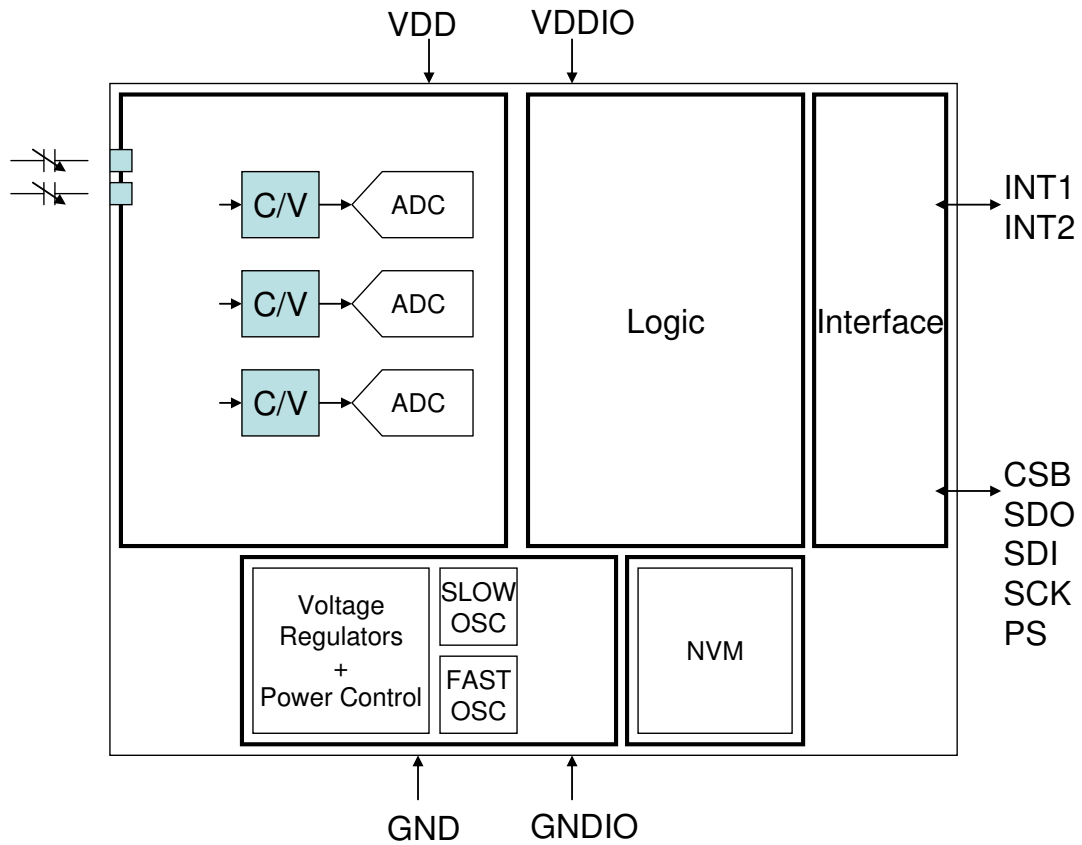 VDD
VDDIO
C/V
ADC
C/V
ADC
C/V
ADC
Logic
Interface
INT1
INT2
CSB
SDO
SDI
SCK
PS
Voltage
Regulators
+
Power Control
SLOW
OSC
FAST
OSC
NVM
GND
GNDIO